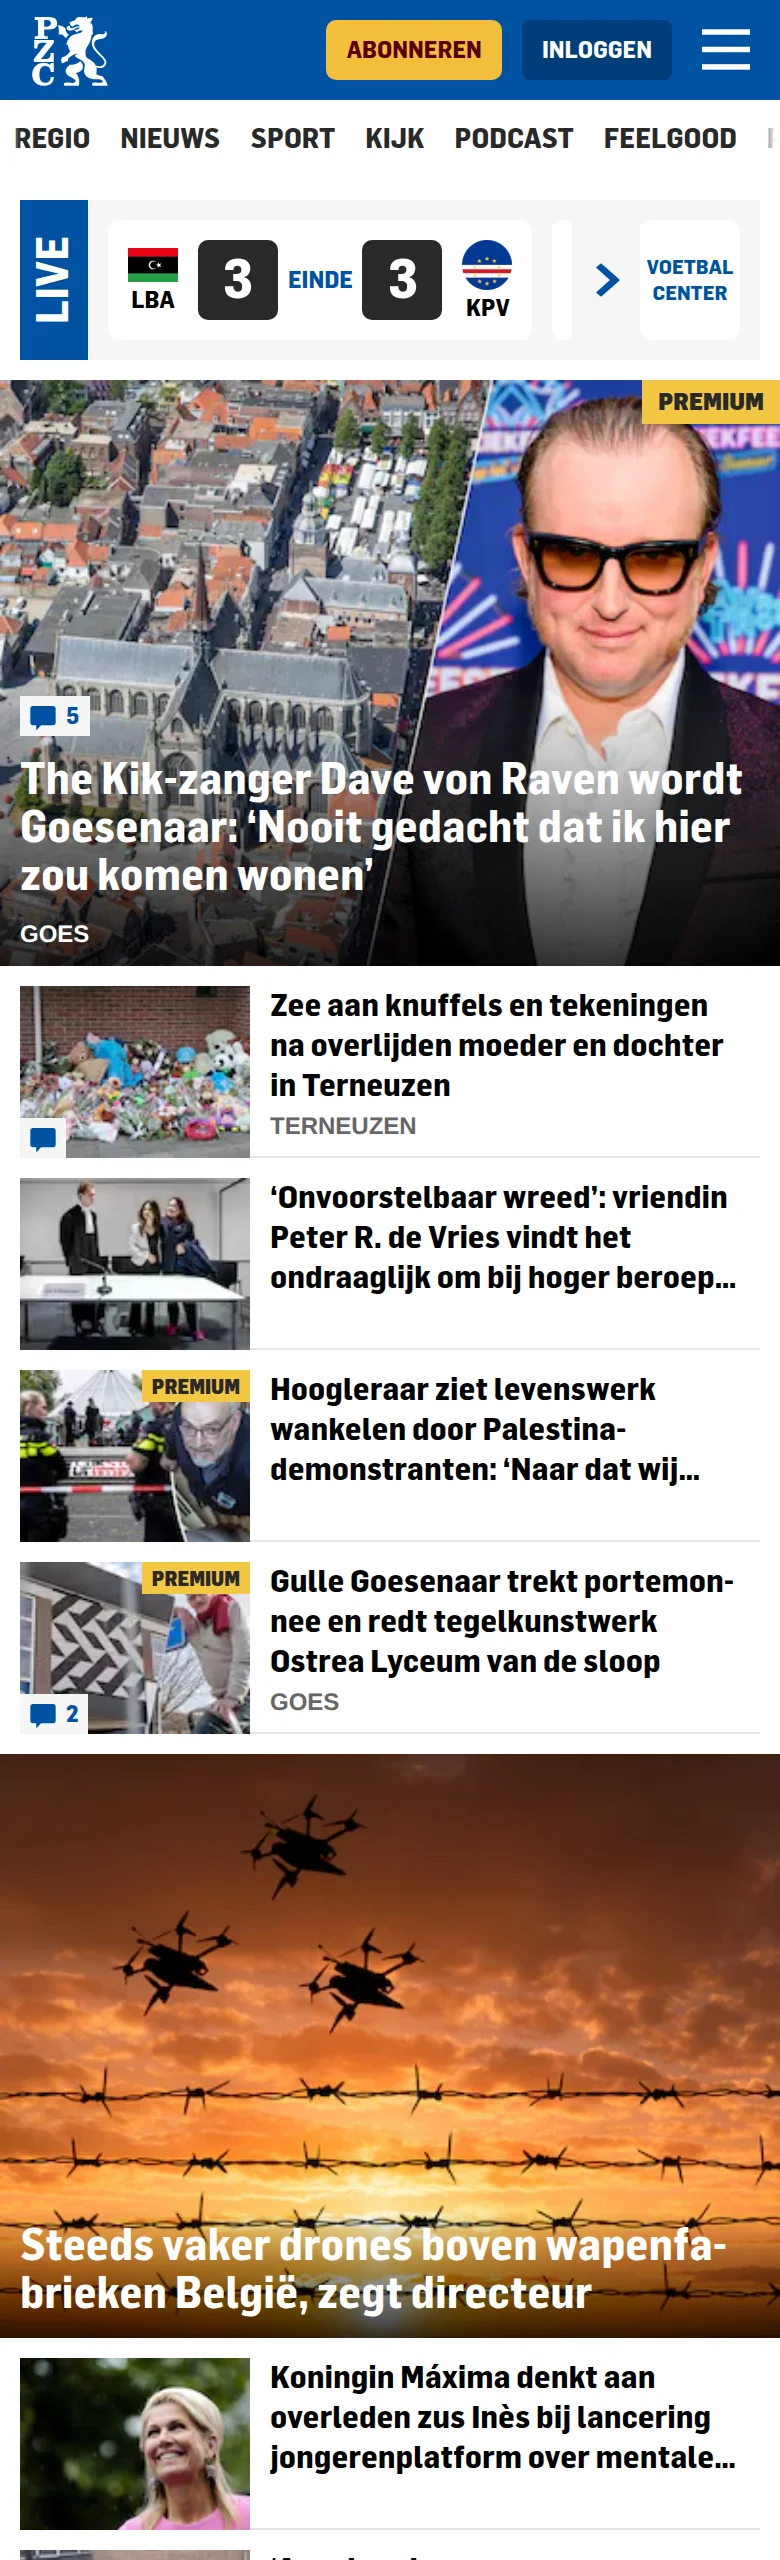 PZC
ABONNEREN
INLOGGEN
REGIO NIEUWS SPORT KIJK PODCAST FEELGOOD
LIVE
LBA
3
EINDE
3
KPV
VOETBAL
CENTER
PREMIUM
5
The Kik-zanger Dave von Raven wordt
Goesenaar: ‘Nooit gedacht dat ik hier
zou komen wonen’
GOES
Zee aan knuffels en tekeningen
na overlijden moeder en dochter
in Terneuzen
TERNEUZEN
‘Onvoorstelbaar wreed’: vriendin
Peter R. de Vries vindt het
ondraaglijk om bij hoger beroep...
PREMIUM
Hoogleraar ziet levenswerk
wankelen door Palestina-
demonstranten: ‘Naar dat wij...
PREMIUM
2
Gulle Goesenaar trekt portemon-
nee en redt tegelkunstwerk
Ostrea Lyceum van de sloop
GOES
Steeds vaker drones boven wapenfa-
brieken België, zegt directeur
Koningin Máxima denkt aan
overleden zus Inès bij lancering
jongerenplatform over mentale...